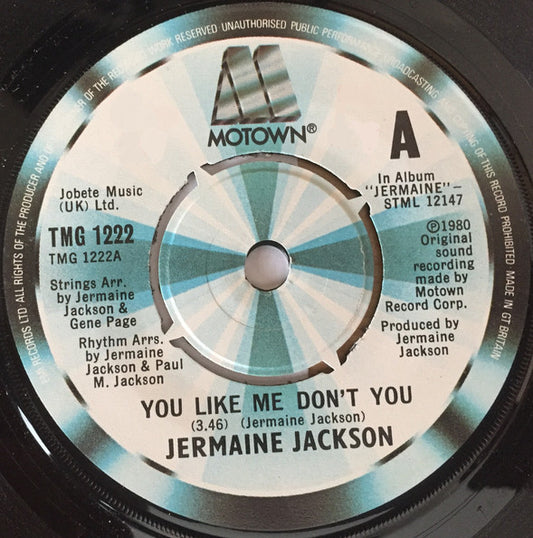 EMI RECORDS LTD ALL RIGHTS OF THE PRODUCER AND OF THE OWNER OF THE RECORDED WORK RESERVED UNAUTHORISED PUBLIC PERFORMANCE BROADCASTING AND COPYING OF THIS RECORD PROHIBITED MADE IN GT BRITAIN
MOTOWN®
A
Jobete Music
(UK) Ltd.
TMG 1222
TMG 1222A
Strings Arr.
by Jermaine
Jackson &
Gene Page
Rhythm Arrs.
by Jermaine
Jackson & Paul
M. Jackson
In Album
"JERMAINE"–
STML 12147
℗1980
Original
sound
recording
made by
Motown
Record Corp.
Produced by
Jermaine
Jackson
YOU LIKE ME DON'T YOU
(3.46) (Jermaine Jackson)
JERMAINE JACKSON